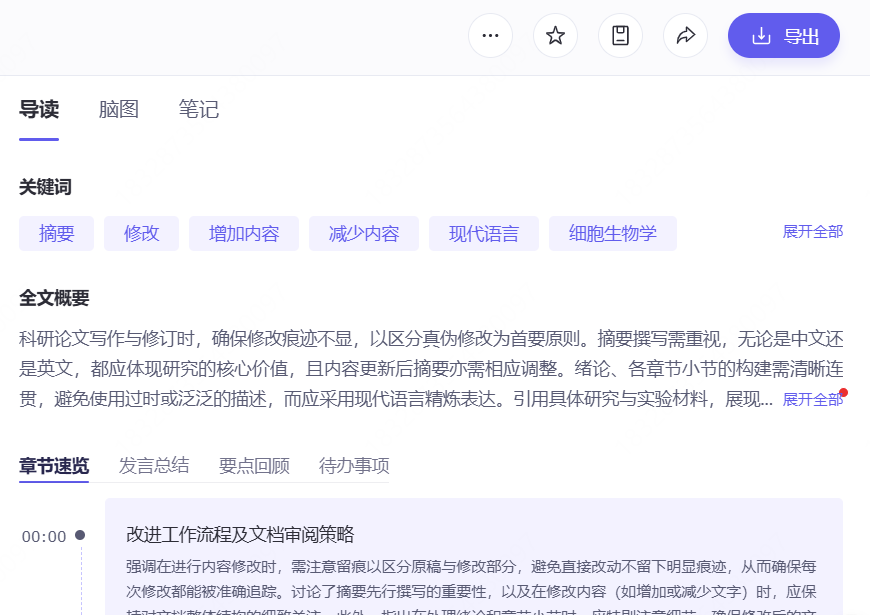 导出
导读 脑图 笔记
关键词
摘要 修改 增加内容 减少内容 现代语言 细胞生物学 展开全部
全文概要
科研论文写作与修订时，确保修改痕迹不显，以区分真伪修改为首要原则。摘要撰写需重视，无论是中文还
是英文，都应体现研究的核心价值，且内容更新后摘要亦需相应调整。绪论、各章节小节的构建需清晰连
贯，避免使用过时或泛泛的描述，而应采用现代语言精炼表达。引用具体研究与实验材料，展现... 展开全部
章节速览 发言总结 要点回顾 待办事项
00:00 改进工作流程及文档审阅策略
强调在进行内容修改时，需注意留痕以区分原稿与修改部分，避免直接改动不留下明显痕迹，从而确保每
次修改都能被准确追踪。讨论了摘要先行撰写的重要性，以及在修改内容（如增加或减少文字）时，应保